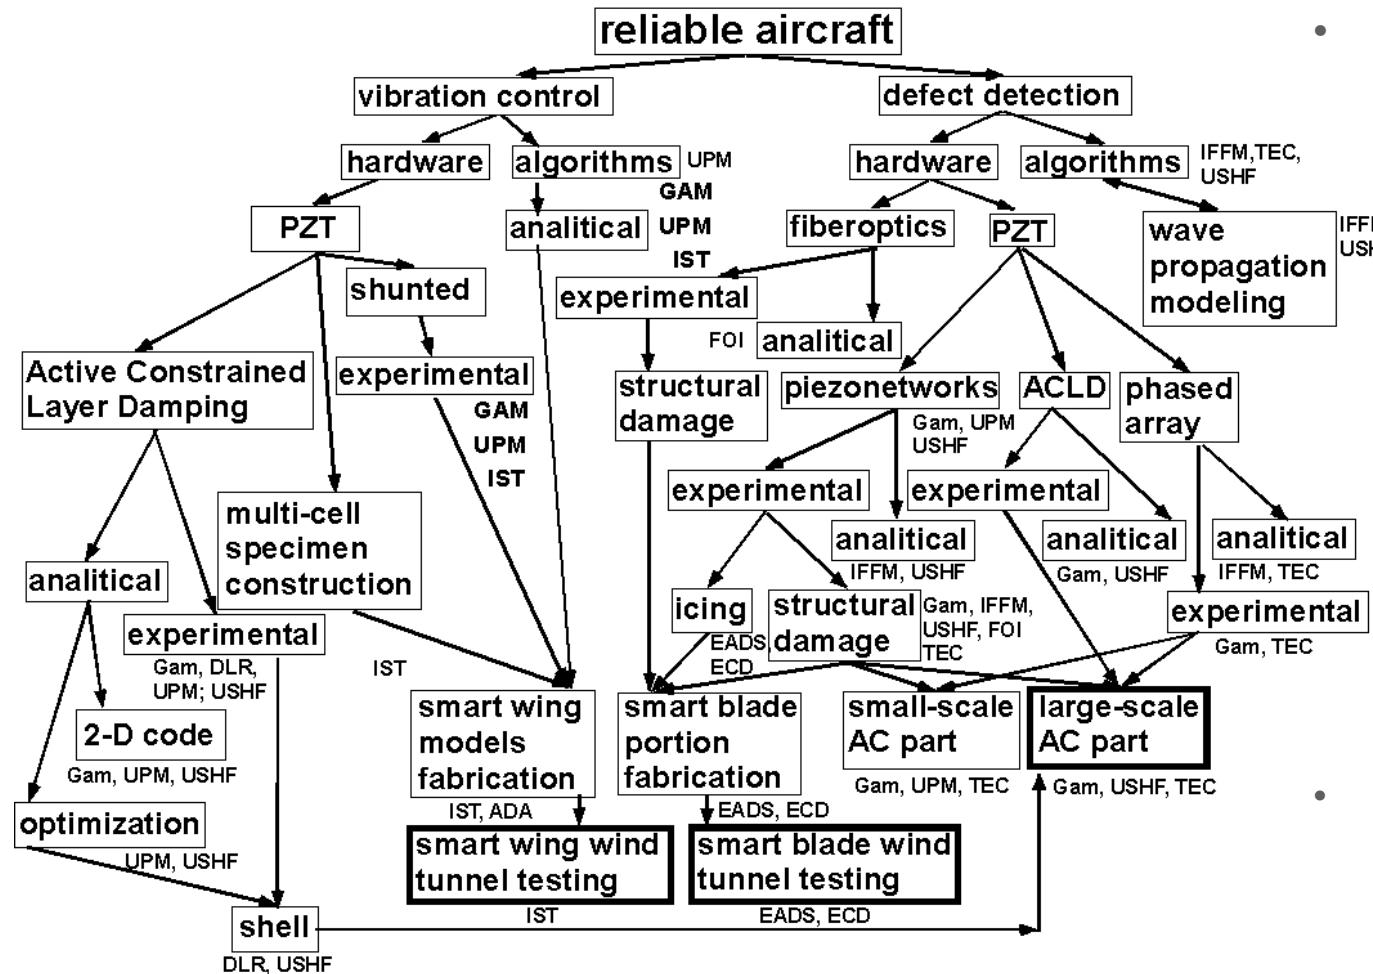 reliable aircraft
vibration control
defect detection
hardware
algorithms
UPM
hardware
algorithms
IFFM,TEC,
USHF
GAM
UPM
IST
PZT
analitical
fiberoptics
PZT
wave
propagation
modeling
shunted
experimental
FOI
analitical
Active Constrained
Layer Damping
experimental
GAM
UPM
IST
structural
damage
piezonetworks
Gam, UPM
USHF
ACLD
phased
array
multi-cell
specimen
construction
IST
experimental
experimental
analitical
IFFM, USHF
analitical
Gam, USHF
analitical
IFFM, TEC
analitical
experimental
Gam, DLR,
UPM; USHF
icing
EADS,
ECD
structural
damage
Gam, IFFM,
USHF, FOI
TEC
experimental
Gam, TEC
2-D code
Gam, UPM, USHF
smart wing
models
fabrication
IST, ADA
smart blade
portion
fabrication
EADS, ECD
small-scale
AC part
Gam, UPM, TEC
large-scale
AC part
Gam, USHF, TEC
optimization
UPM, USHF
smart wing wind
tunnel testing
IST
smart blade wind
tunnel testing
EADS, ECD
shell
DLR, USHF